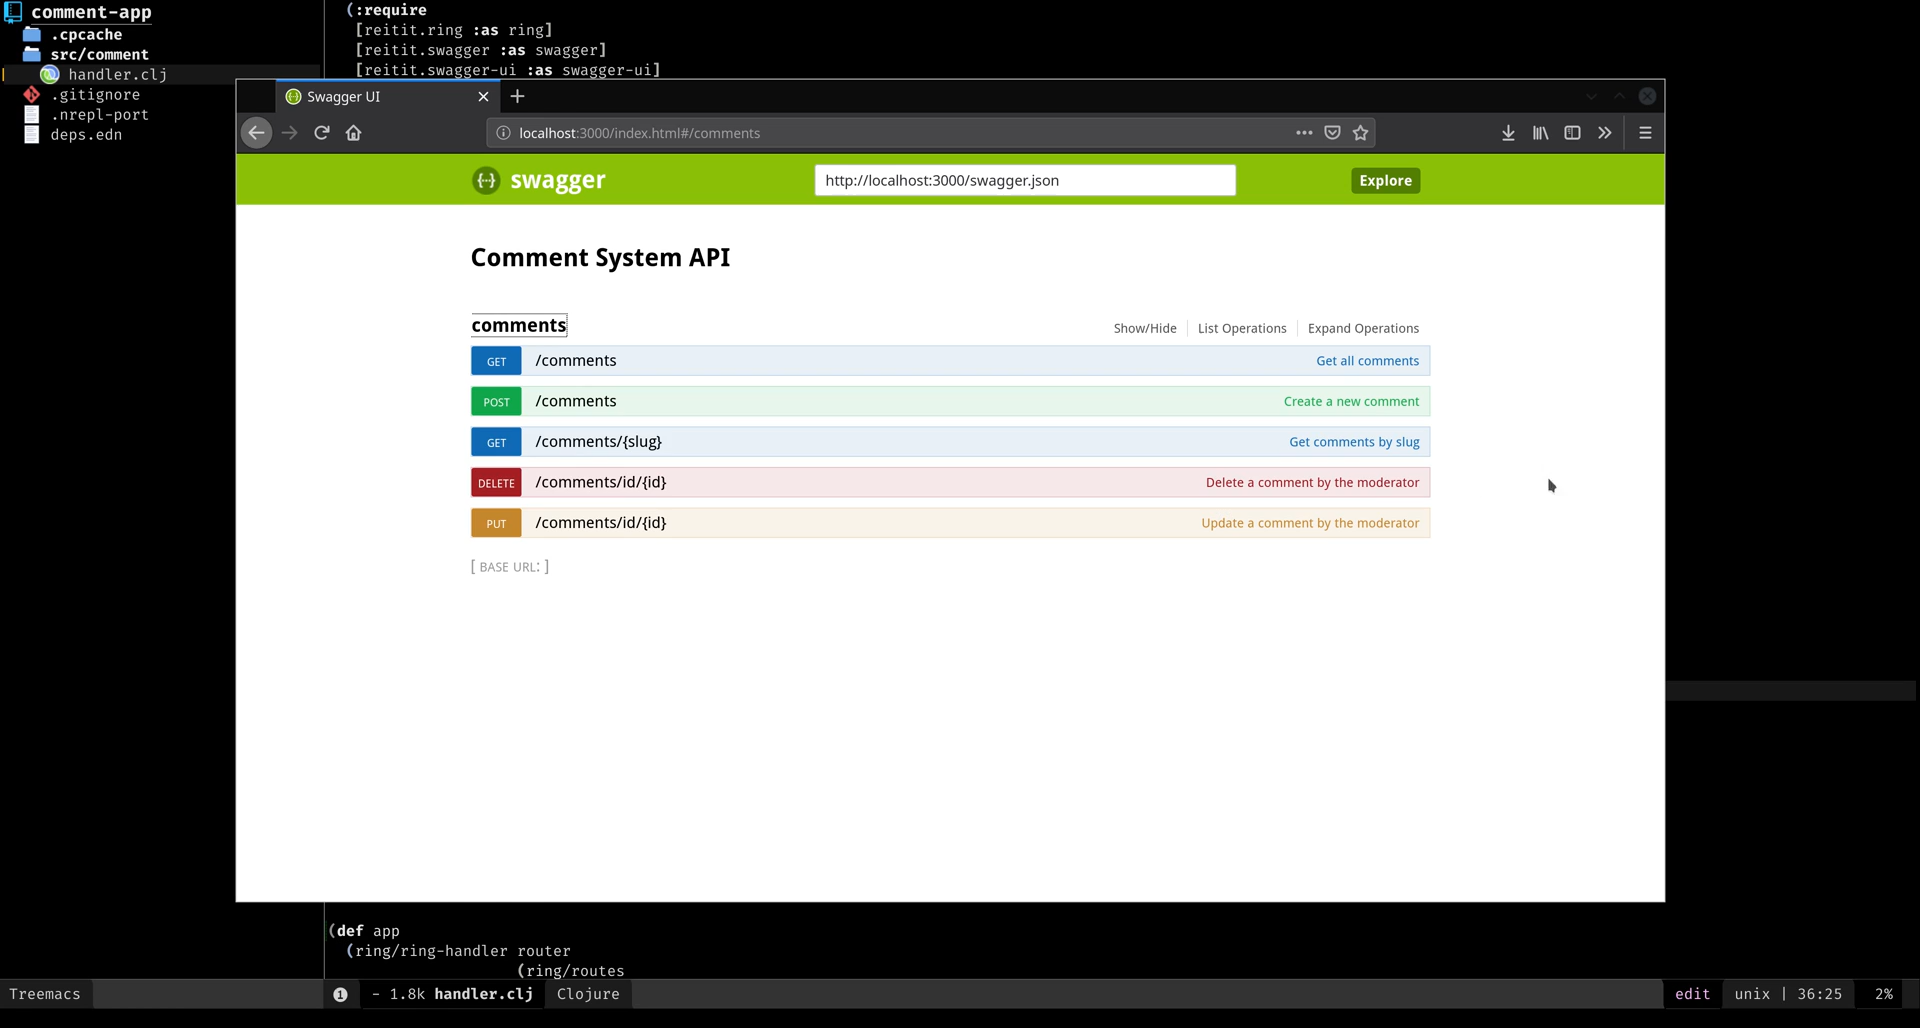 comment-app
.cpcache
src/comment
handler.clj
.gitignore
.nrepl-port
deps.edn
(:require
[reitit.ring :as ring]
[reitit.swagger :as swagger]
[reitit.swagger-ui :as swagger-ui]
Swagger UI
localhost:3000/index.html#/comments
{··} swagger
http://localhost:3000/swagger.json
Explore
Comment System API
comments
Show/Hide
List Operations
Expand Operations
GET /comments Get all comments
POST /comments Create a new comment
GET /comments/{slug} Get comments by slug
DELETE /comments/id/{id} Delete a comment by the moderator
PUT /comments/id/{id} Update a comment by the moderator
[ BASE URL: ]
(def app
(ring/ring-handler router
(ring/routes
Treemacs
1 - 1.8k handler.clj Clojure
edit unix | 36:25 2%